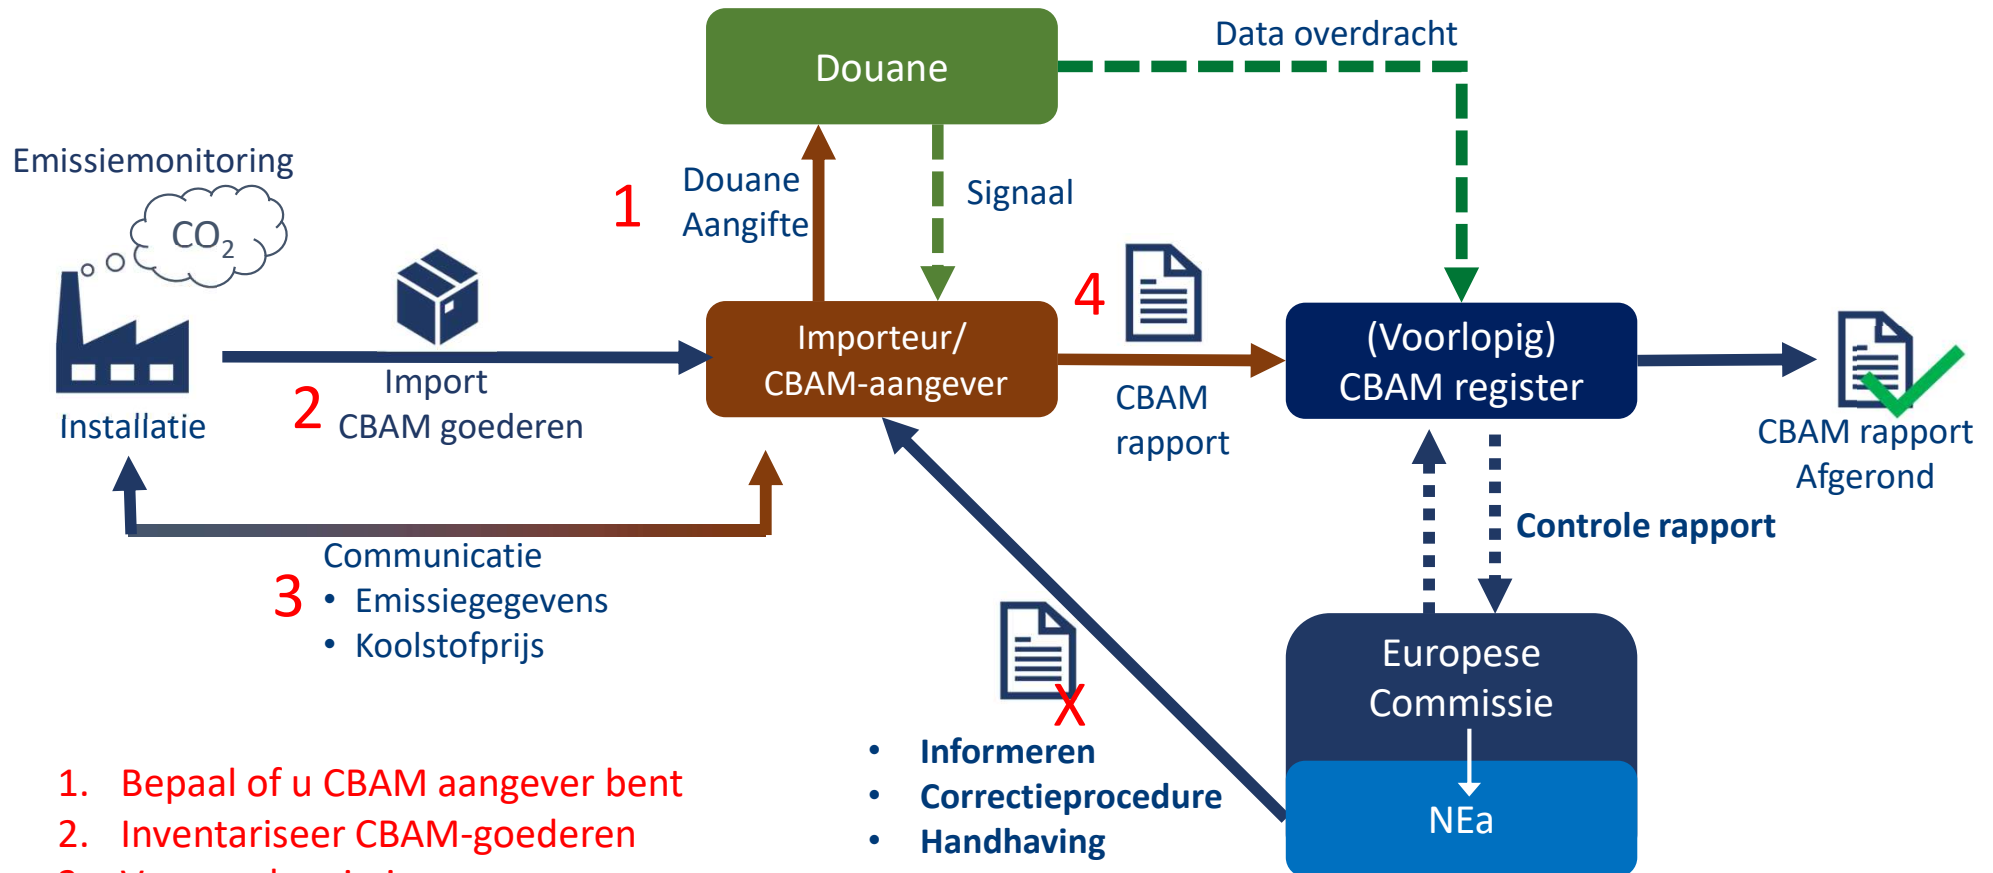 Data overdracht
Douane
Emissiemonitoring
CO2
1
Douane
Aangifte
Signaal
4
Importeur/
CBAM-aangever
(Voorlopig)
CBAM register
Import
2
CBAM goederen
Installatie
CBAM
rapport
CBAM rapport
Afgerond
Controle rapport
Communicatie
3
• Emissiegegevens
• Koolstofprijs
Europese
Commissie
X
• Informeren
• Correctieprocedure
• Handhaving
NEa
1. Bepaal of u CBAM aangever bent
2. Inventariseer CBAM-goederen